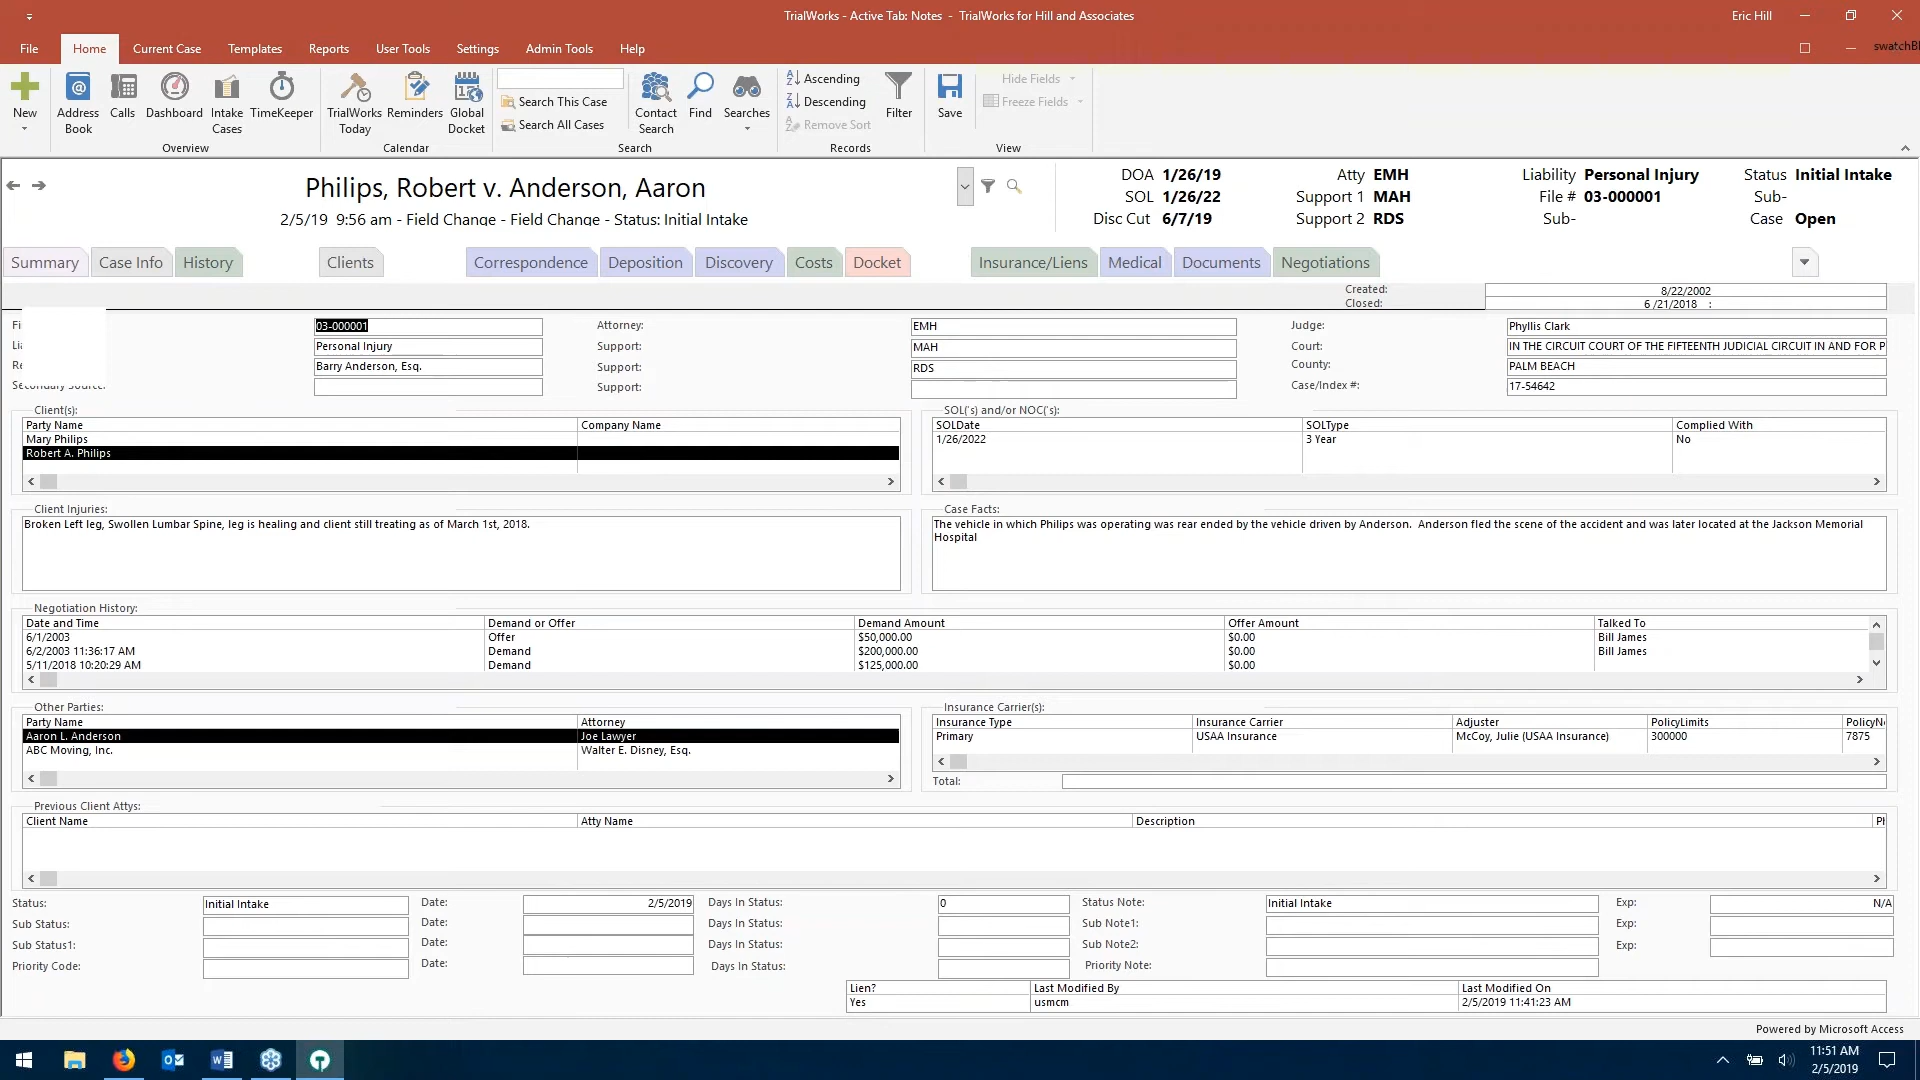 TrialWorks - Active Tab: Notes - TrialWorks for Hill and Associates
Eric Hill
File Home Current Case Templates Reports User Tools Settings Admin Tools Help
swatchB
New
Address Book
Calls
Dashboard
Intake Cases
TimeKeeper
Overview
TrialWorks Today
Reminders
Global Docket
Calendar
Search This Case
Search All Cases
Contact Search
Find
Searches
Search
Ascending
Descending
Remove Sort
Filter
Records
Save
Hide Fields
Freeze Fields
View
Philips, Robert v. Anderson, Aaron
2/5/19 9:56 am - Field Change - Field Change - Status: Initial Intake
DOA 1/26/19 Atty EMH Liability Personal Injury Status Initial Intake
SOL 1/26/22 Support 1 MAH File # 03-000001 Sub-
Disc Cut 6/7/19 Support 2 RDS Sub- Case Open
Summary Case Info History Clients Correspondence Deposition Discovery Costs Docket Insurance/Liens Medical Documents Negotiations
Created: 8/22/2002
Closed: 6 /21/2018 :
Fi 03-000001 Attorney: EMH Judge: Phyllis Clark
Personal Injury Support: MAH Court: IN THE CIRCUIT COURT OF THE FIFTEENTH JUDICIAL CIRCUIT IN AND FOR P
Re Barry Anderson, Esq. Support: RDS County: PALM BEACH
Secondary Source: Support: Case/Index #: 17-54642
Client(s):
Party Name Company Name
Mary Philips
Robert A. Philips
SOL('s) and/or NOC('s):
SOLDate SOLType Complied With
1/26/2022 3 Year No
Client Injuries:
Broken Left leg, Swollen Lumbar Spine, leg is healing and client still treating as of March 1st, 2018.
Case Facts:
The vehicle in which Philips was operating was rear ended by the vehicle driven by Anderson. Anderson fled the scene of the accident and was later located at the Jackson Memorial
Hospital
Negotiation History:
Date and Time Demand or Offer Demand Amount Offer Amount Talked To
6/1/2003 Offer $50,000.00 $0.00 Bill James
6/2/2003 11:36:17 AM Demand $200,000.00 $0.00 Bill James
5/11/2018 10:20:29 AM Demand $125,000.00 $0.00
Other Parties:
Party Name Attorney
Aaron L. Anderson Joe Lawyer
ABC Moving, Inc. Walter E. Disney, Esq.
Insurance Carrier(s):
Insurance Type Insurance Carrier Adjuster PolicyLimits PolicyN
Primary USAA Insurance McCoy, Julie (USAA Insurance) 300000 7875
Total:
Previous Client Attys:
Client Name Atty Name Description Pl
Status: Initial Intake Date: 2/5/2019 Days In Status: 0 Status Note: Initial Intake Exp: N/A
Sub Status: Date: Days In Status: Sub Note1: Exp:
Sub Status1: Date: Days In Status: Sub Note2: Exp:
Priority Code: Date: Days In Status: Priority Note:
Lien? Last Modified By Last Modified On
Yes usmcm 2/5/2019 11:41:23 AM
Powered by Microsoft Access
11:51 AM
2/5/2019